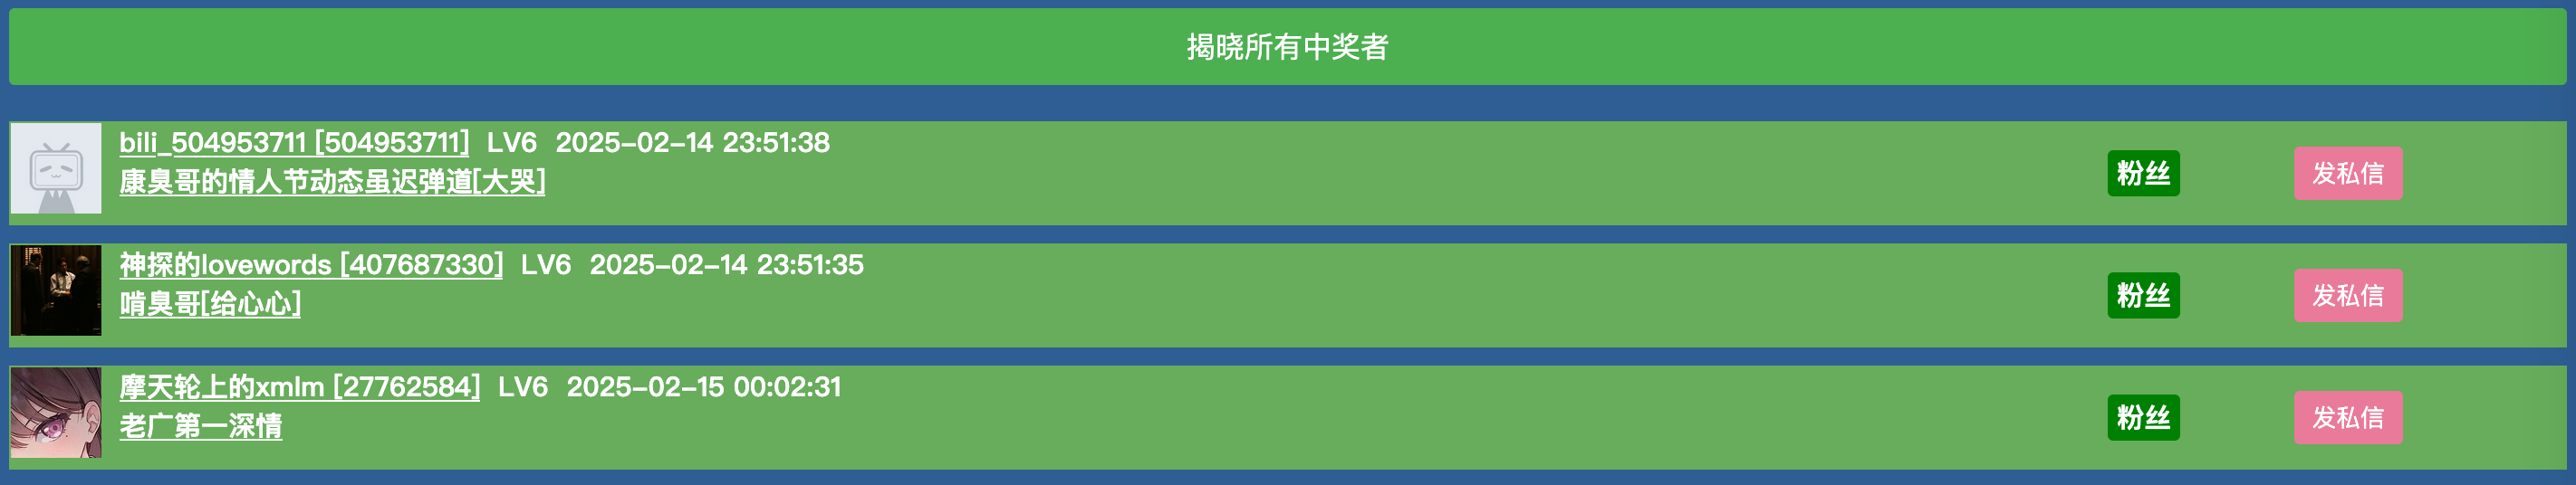 揭晓所有中奖者
bili_504953711 [504953711] LV6 2025-02-14 23:51:38
康臭哥的情人节动态虽迟弹道[大哭]
粉丝
发私信
神探的lovewords [407687330] LV6 2025-02-14 23:51:35
啃臭哥[给心心]
粉丝
发私信
摩天轮上的xmlm [27762584] LV6 2025-02-15 00:02:31
老广第一深情
粉丝
发私信